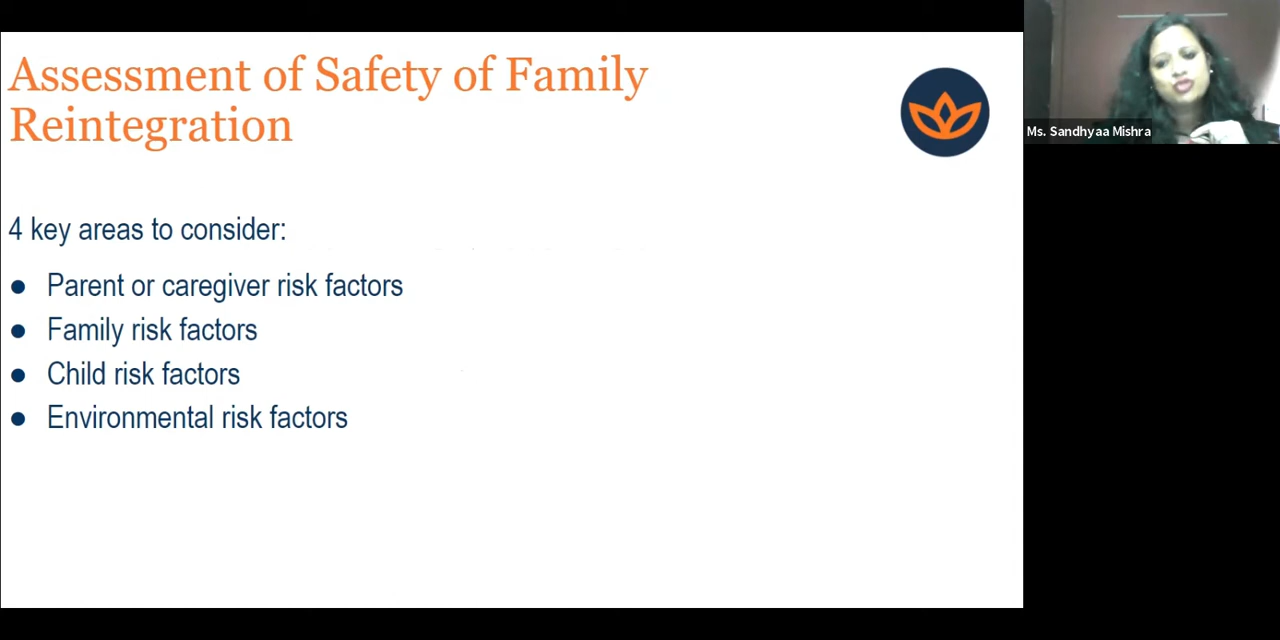 Assessment of Safety of Family
Reintegration
4 key areas to consider:
● Parent or caregiver risk factors
● Family risk factors
● Child risk factors
● Environmental risk factors
Ms. Sandhyaa Mishra